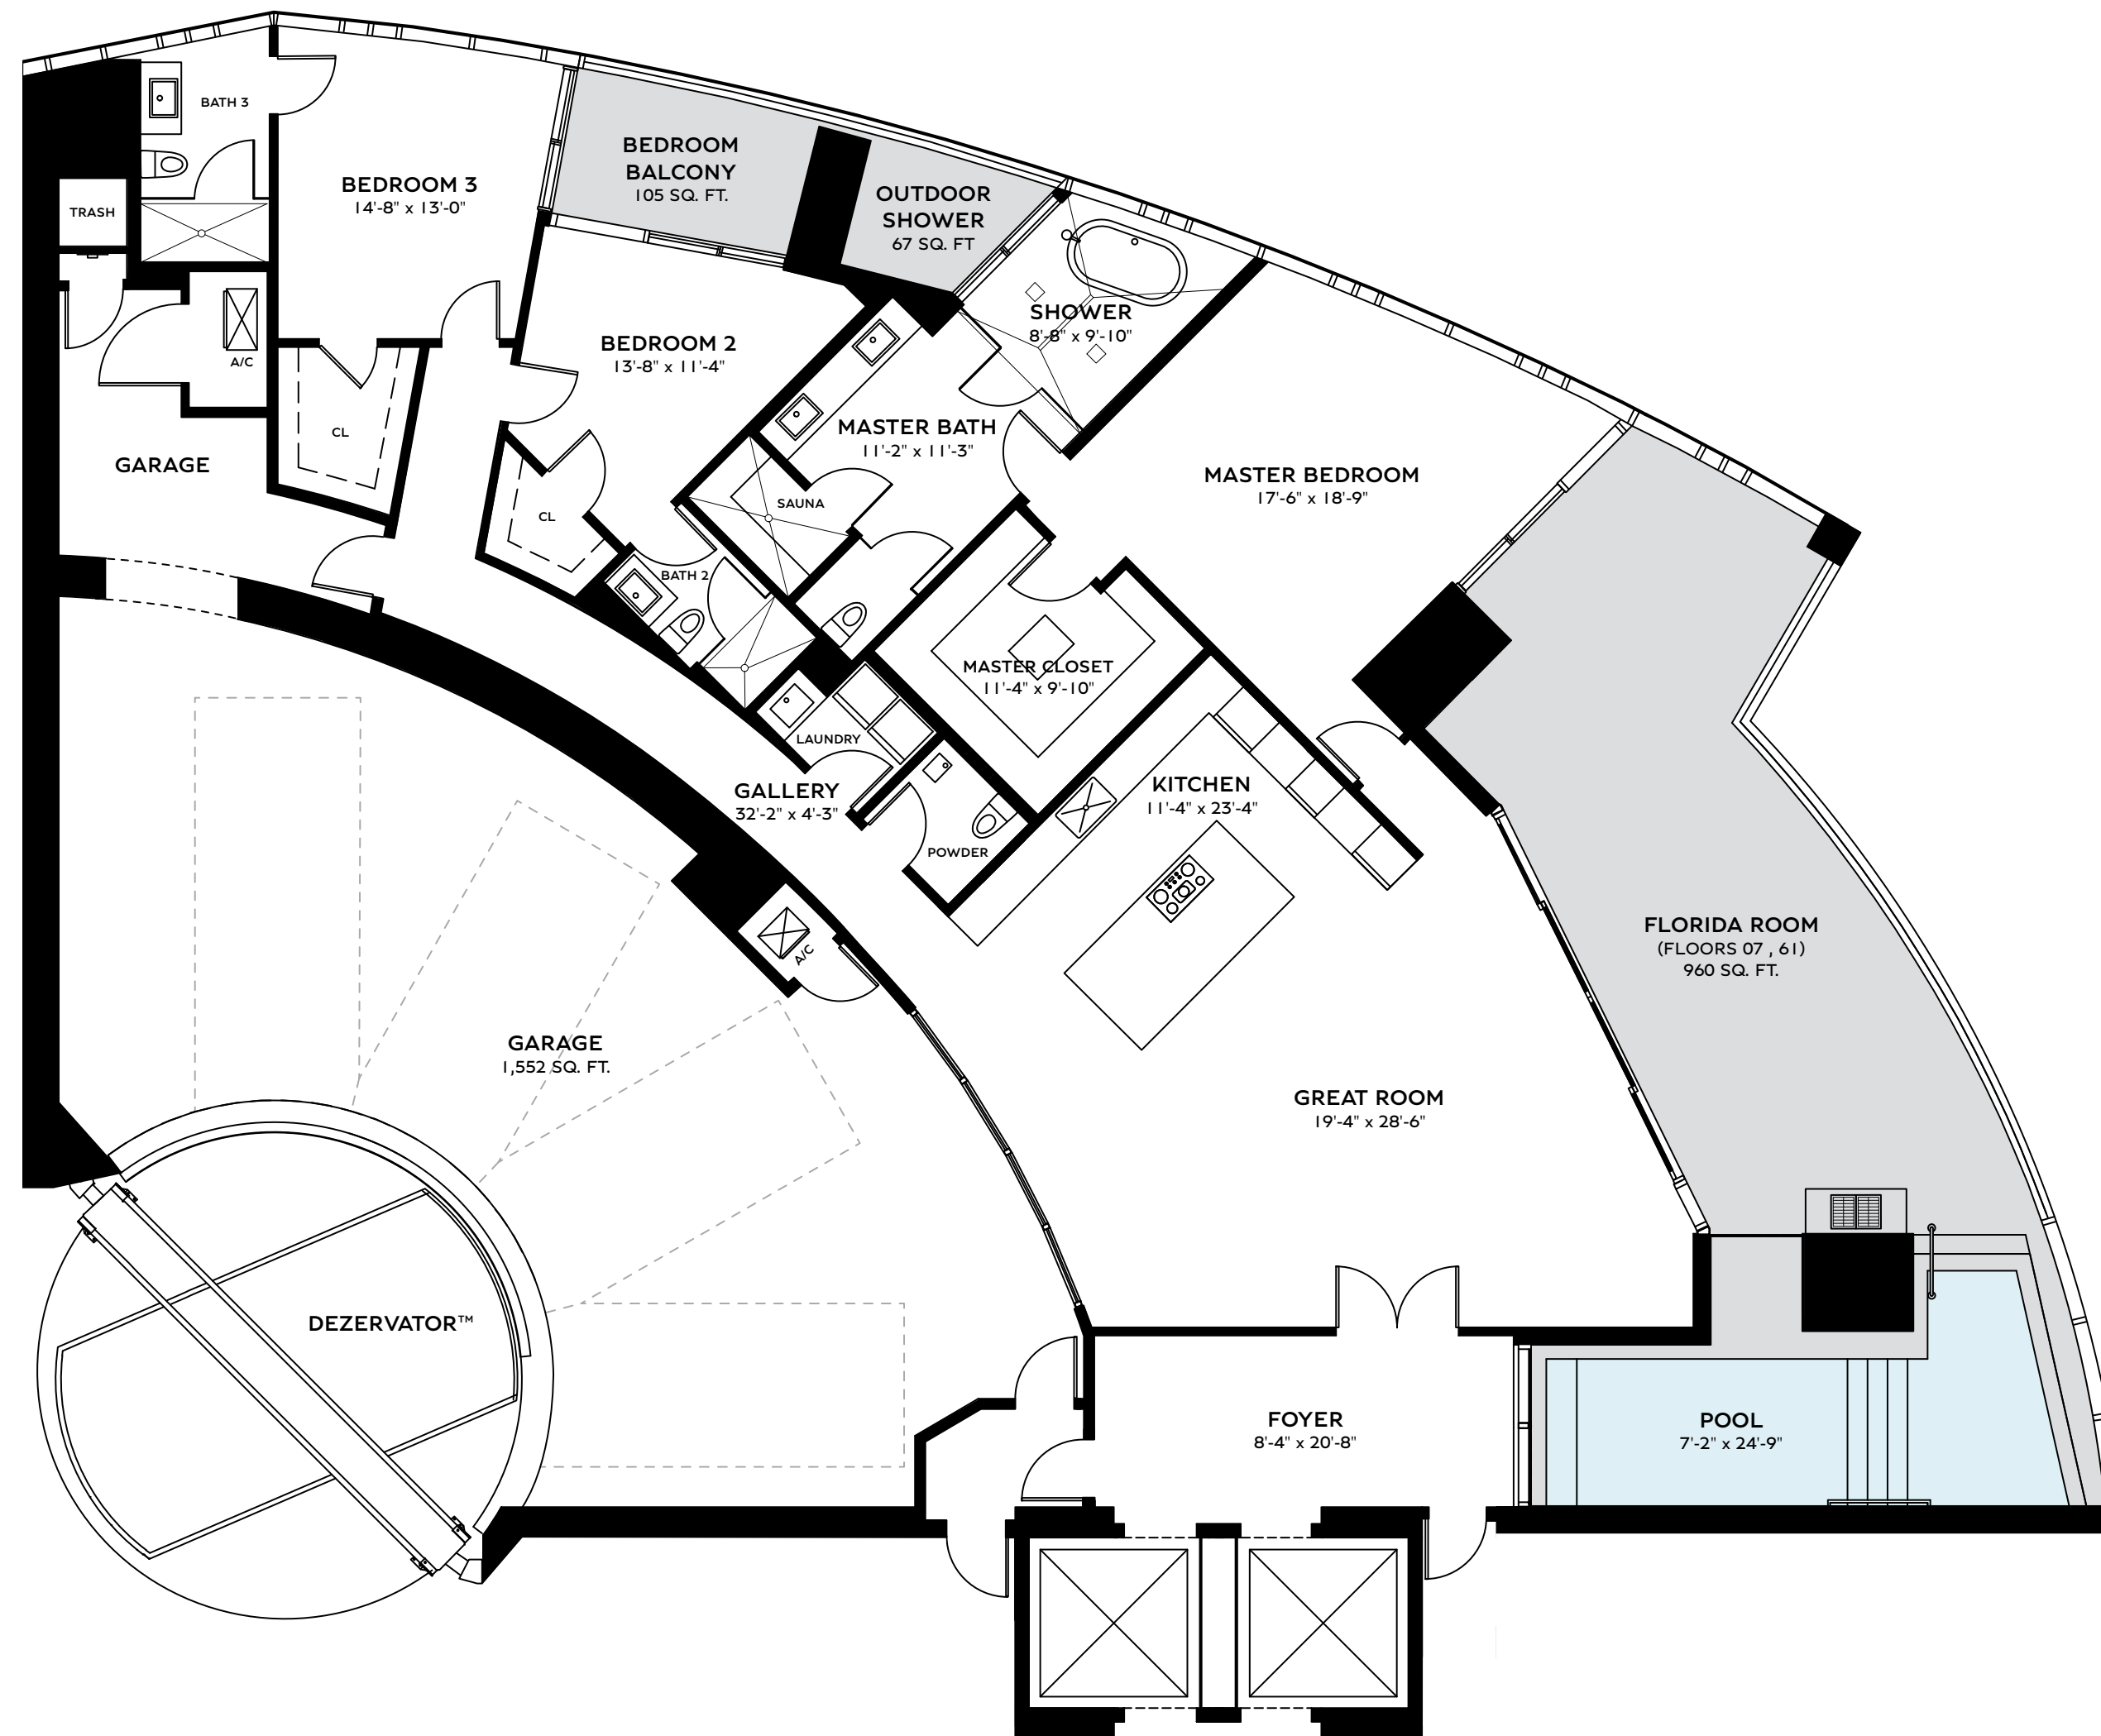 BATH 3
BEDROOM 3
14'-8" x 13'-0"
BEDROOM
BALCONY
105 SQ. FT.
OUTDOOR
SHOWER
67 SQ. FT
TRASH
A/C
CL
GARAGE
BEDROOM 2
13'-8" x 11'-4"
SHOWER
8'-8" x 9'-10"
MASTER BATH
11'-2" x 11'-3"
SAUNA
MASTER BEDROOM
17'-6" x 18'-9"
CL
BATH 2
MASTER CLOSET
11'-4" x 9'-10"
LAUNDRY
GALLERY
32'-2" x 4'-3"
POWDER
KITCHEN
11'-4" x 23'-4"
A/C
FLORIDA ROOM
(FLOORS 07 , 61)
960 SQ. FT.
GARAGE
1,552 SQ. FT.
GREAT ROOM
19'-4" x 28'-6"
DEZERVATOR™
FOYER
8'-4" x 20'-8"
POOL
7'-2" x 24'-9"